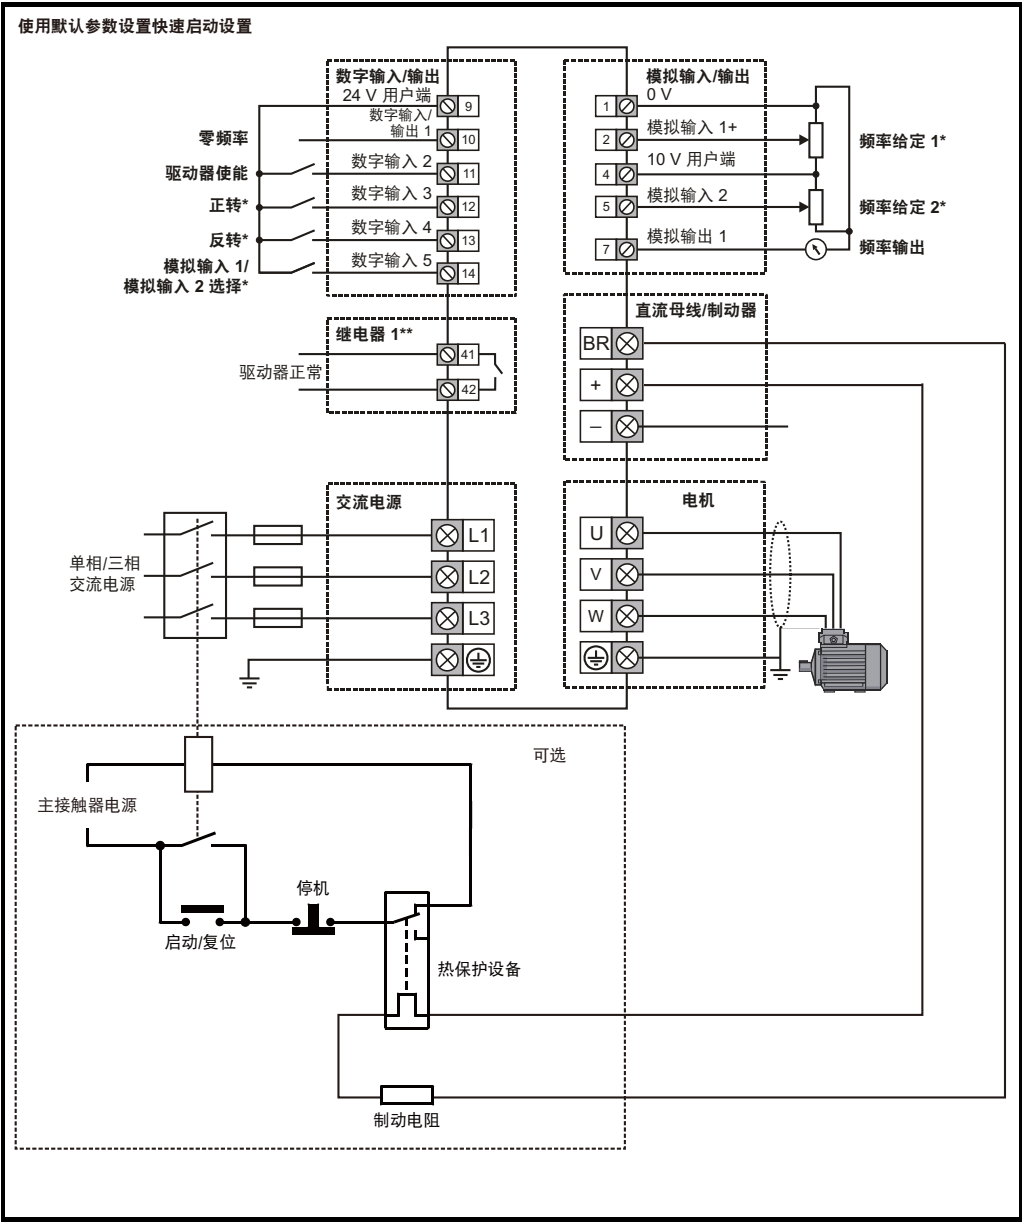 使用默认参数设置快速启动设置
数字输入/输出
24 V 用户端
9
数字输入/
输出 1
10
零频率
数字输入 2
11
驱动器使能
数字输入 3
12
正转*
数字输入 4
13
反转*
数字输入 5
14
模拟输入 1/
模拟输入 2 选择*
模拟输入/输出
0 V
1
模拟输入 1+
2
频率给定 1*
10 V 用户端
4
模拟输入 2
5
频率给定 2*
模拟输出 1
7
频率输出
继电器 1**
41
驱动器正常
42
直流母线/制动器
BR
+
–
交流电源
L1
L2
L3
单相/三相
交流电源
电机
U
V
W
可选
主接触器电源
停机
启动/复位
热保护设备
制动电阻